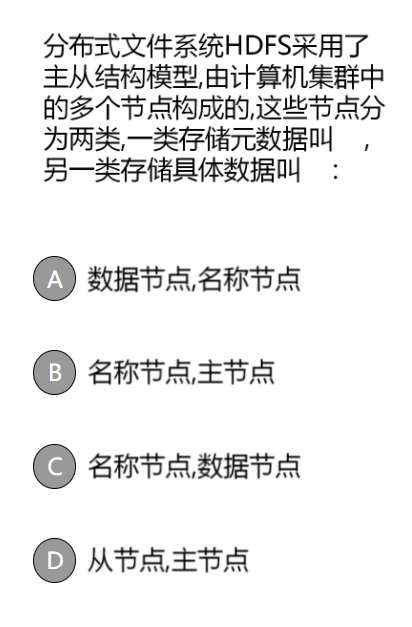 分布式文件系统HDFS采用了
主从结构模型,由计算机集群中
的多个节点构成的,这些节点分
为两类,一类存储元数据叫    ,
另一类存储具体数据叫    :
A 数据节点,名称节点
B 名称节点,主节点
C 名称节点,数据节点
D 从节点,主节点